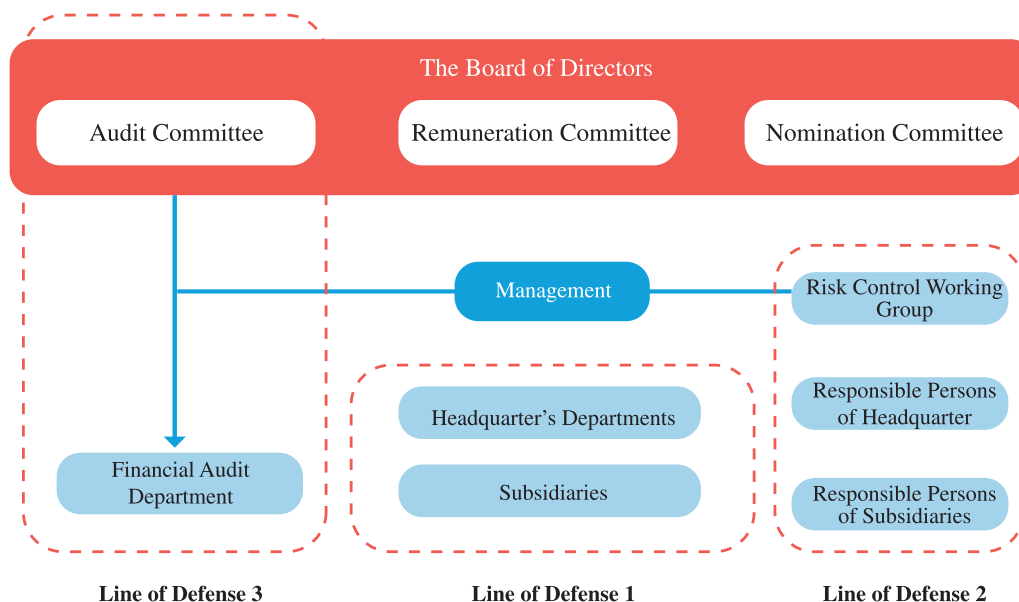 The Board of Directors
Audit Committee
Remuneration Committee
Nomination Committee
Management
Risk Control Working
Group
Headquarter’s Departments
Responsible Persons
of Headquarter
Financial Audit
Department
Subsidiaries
Responsible Persons
of Subsidiaries
Line of Defense 3
Line of Defense 1
Line of Defense 2